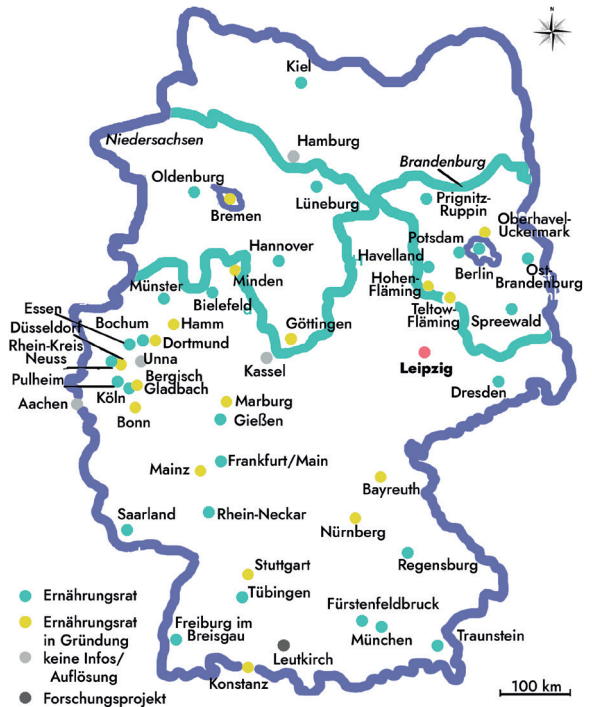 N
Kiel
Niedersachsen
Hamburg
Brandenburg
Oldenburg
Lüneburg
Prignitz-
Ruppin
Bremen
Oberhavel-
Uckermark
Potsdam
Hannover
Havelland
Berlin
Ost-
Brandenburg
Minden
Hohen-
Fläming
Münster
Bielefeld
Teltow-
Fläming
Spreewald
Essen
Bochum
Hamm
Göttingen
Düsseldorf
Dortmund
Rhein-Kreis
Neuss
Unna
Kassel
Leipzig
Pulheim
Köln
Bergisch
Gladbach
Dresden
Aachen
Bonn
Marburg
Gießen
Mainz
Frankfurt/Main
Bayreuth
Saarland
Rhein-Neckar
Nürnberg
Regensburg
Stuttgart
Tübingen
Fürstenfeldbruck
Freiburg im
Breisgau
München
Traunstein
Leutkirch
Konstanz
Ernährungsrat
Ernährungsrat
in Gründung
keine Infos/
Auflösung
Forschungsprojekt
100 km